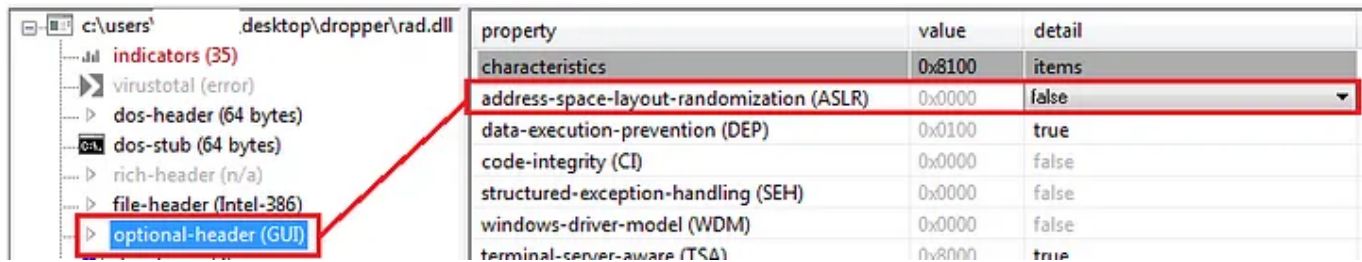 c:\users\ desktop\dropper\rad.dll
indicators (35)
virustotal (error)
dos-header (64 bytes)
dos-stub (64 bytes)
rich-header (n/a)
file-header (Intel-386)
optional-header (GUI)
property value detail
characteristics 0x8100 items
address-space-layout-randomization (ASLR) 0x0000 false
data-execution-prevention (DEP) 0x0100 true
code-integrity (CI) 0x0000 false
structured-exception-handling (SEH) 0x0000 false
windows-driver-model (WDM) 0x0000 false
terminal-server-aware (TSA) 0x8000 true